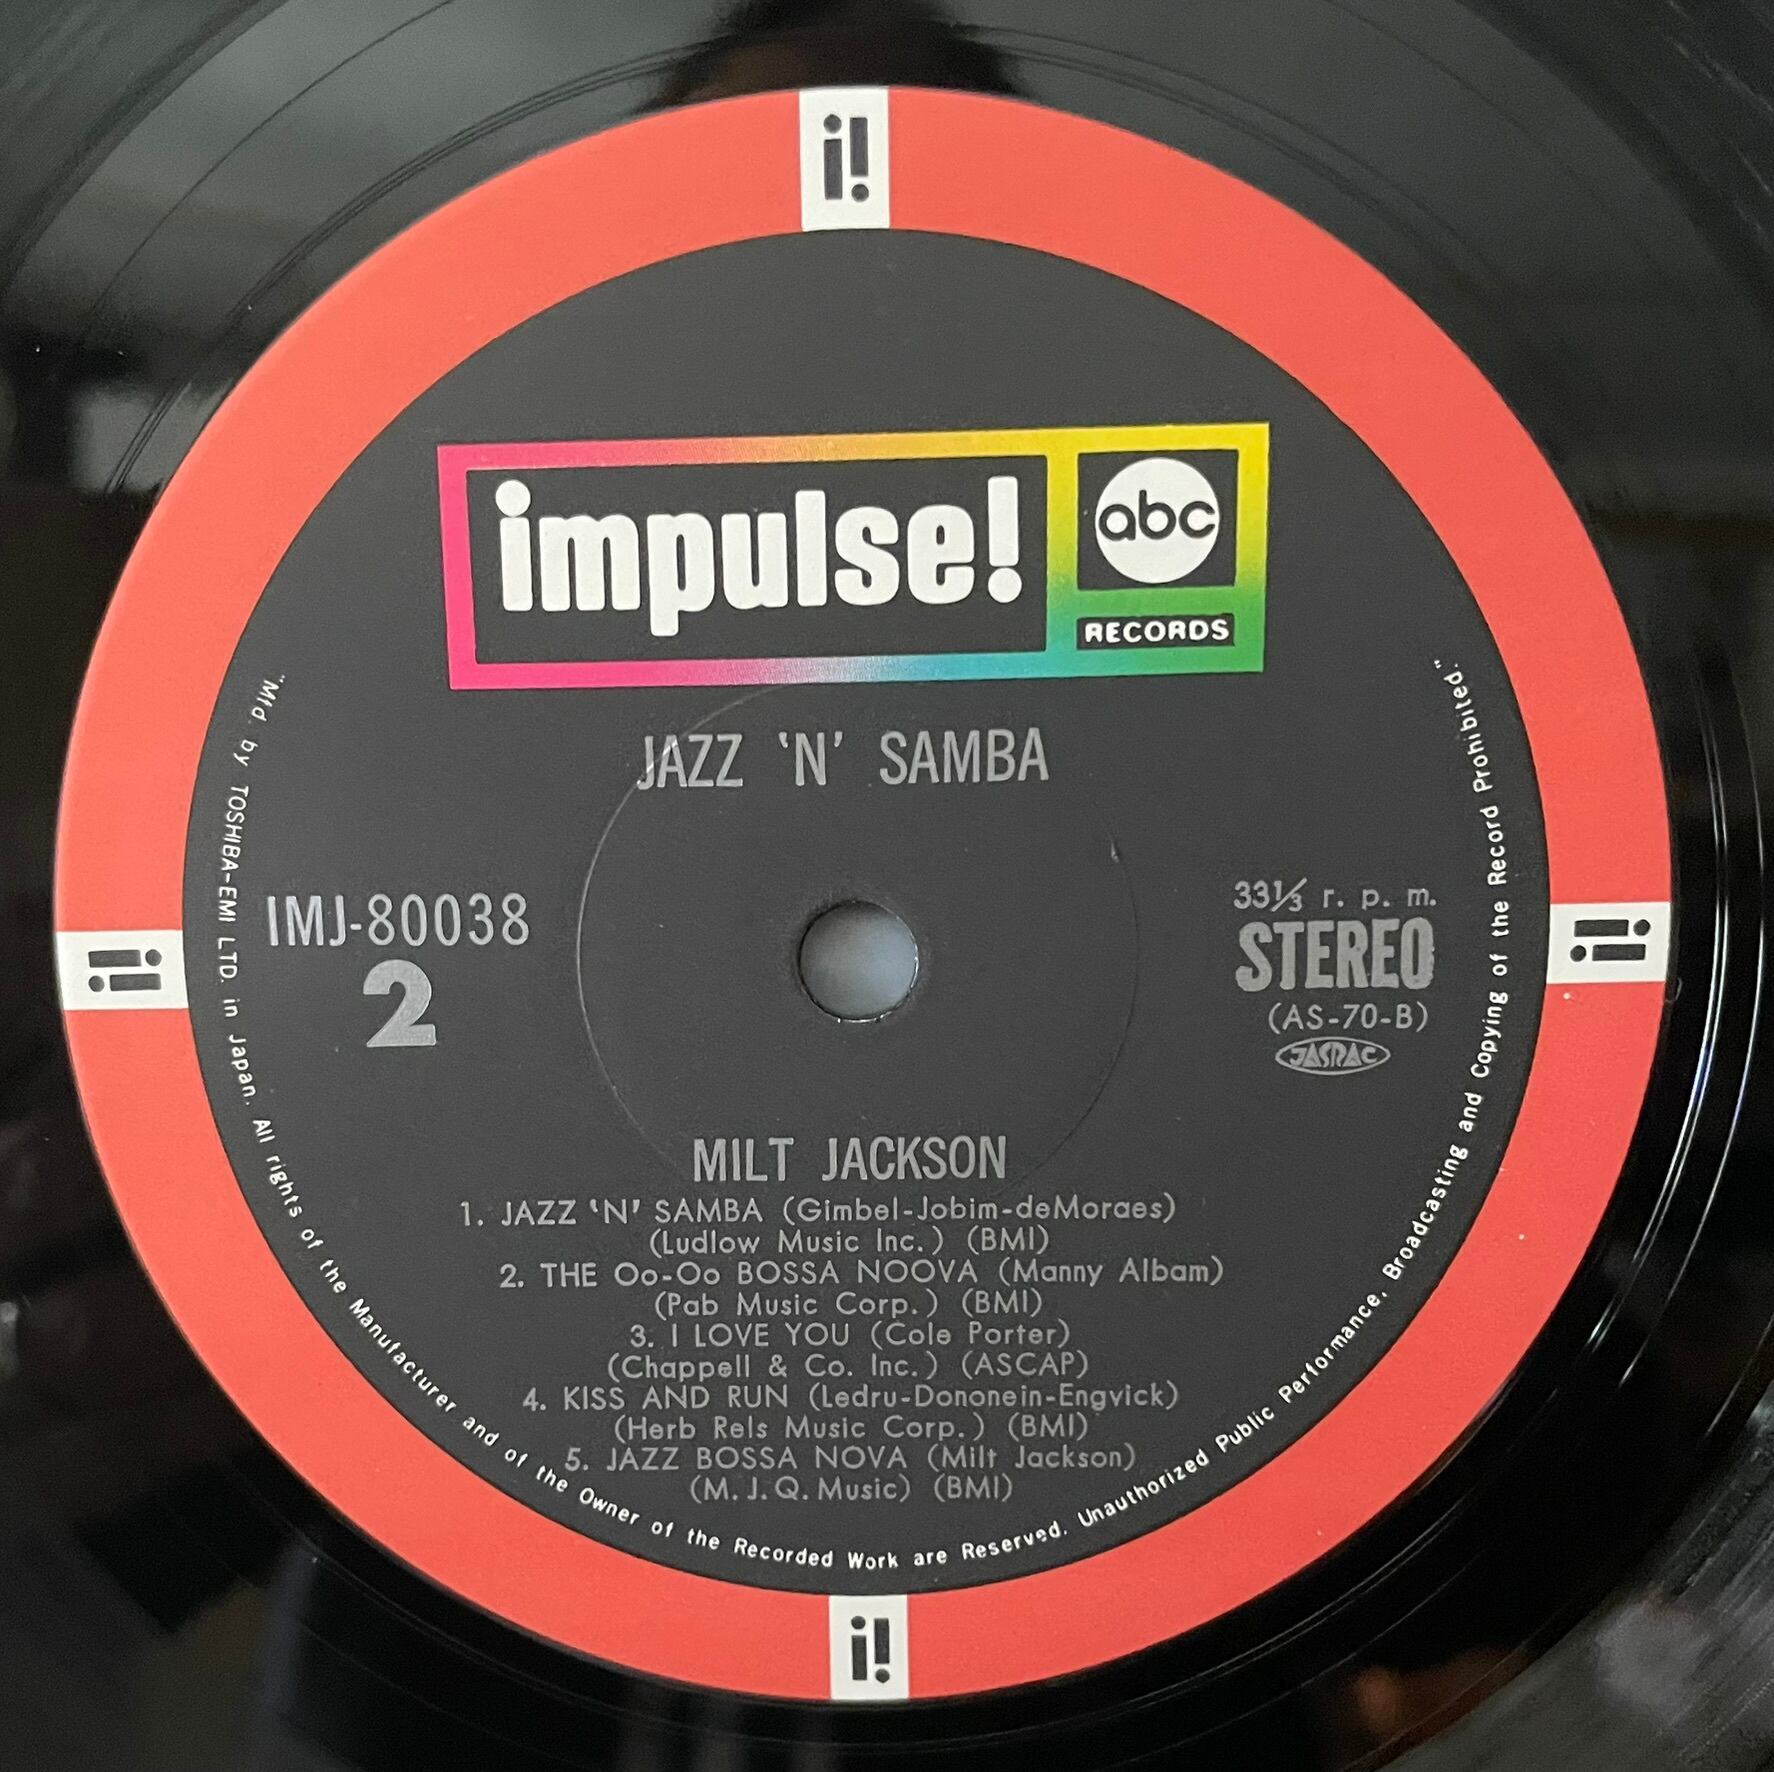 i!
impulse!
abc
RECORDS
JAZZ 'N' SAMBA
IMJ-80038
2
33⅓ r. p. m.
STEREO
(AS-70-B)
JASRAC
i!
i!
MILT JACKSON
1. JAZZ 'N' SAMBA (Gimbel-Jobim-deMoraes)
(Ludlow Music Inc.) (BMI)
2. THE Oo-Oo BOSSA NOOVA (Manny Albam)
(Pab Music Corp.) (BMI)
3. I LOVE YOU (Cole Porter)
(Chappell & Co. Inc.) (ASCAP)
4. KISS AND RUN (Ledru-Dononein-Engvick)
(Herb Rels Music Corp.) (BMI)
5. JAZZ BOSSA NOVA (Milt Jackson)
(M. J. Q. Music) (BMI)
"Mfd. by TOSHIBA-EMI LTD. in Japan. All rights of the Manufacturer and of the Owner of the Recorded Work are Reserved. Unauthorized Public Performance, Broadcasting and Copying of the Record Prohibited."
i!